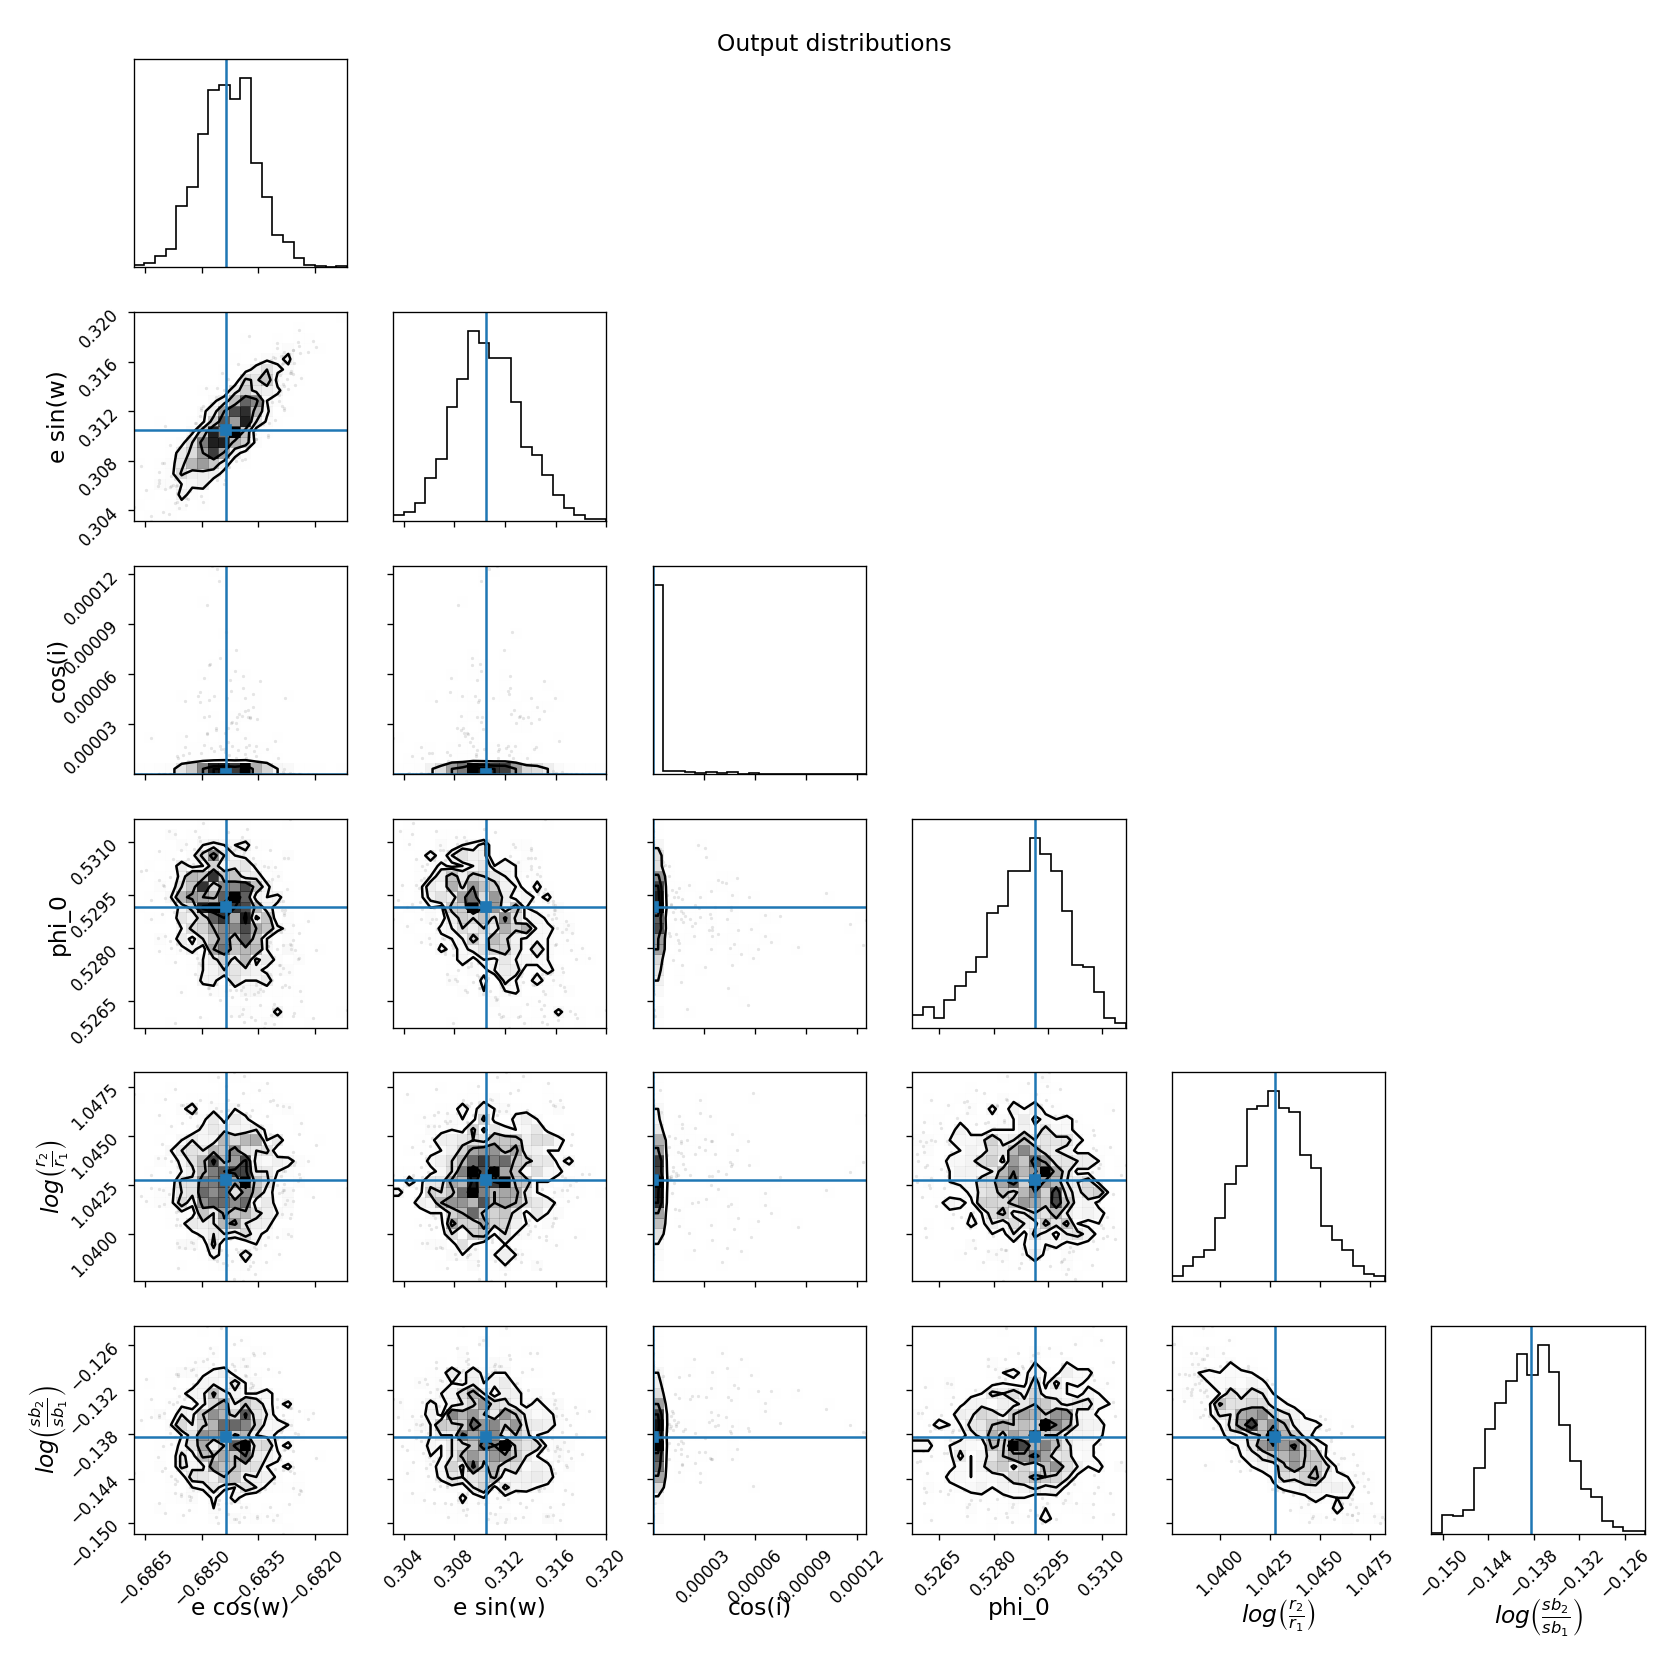 Output distributions
0.320
0.316
0.312
0.308
0.304
e sin(w)
0.00012
0.00009
0.00006
0.00003
cos(i)
0.5310
0.5295
0.5280
0.5265
phi_0
1.0475
1.0450
1.0425
1.0400
log(r₂/r₁)
−0.126
−0.132
−0.138
−0.144
−0.150
log(sb₂/sb₁)
−0.6865 −0.6850 −0.6835 −0.6820
e cos(w)
0.304 0.308 0.312 0.316 0.320
e sin(w)
0.00003 0.00006 0.00009 0.00012
cos(i)
0.5265 0.5280 0.5295 0.5310
phi_0
1.0400 1.0425 1.0450 1.0475
log(r₂/r₁)
−0.150 −0.144 −0.138 −0.132 −0.126
log(sb₂/sb₁)